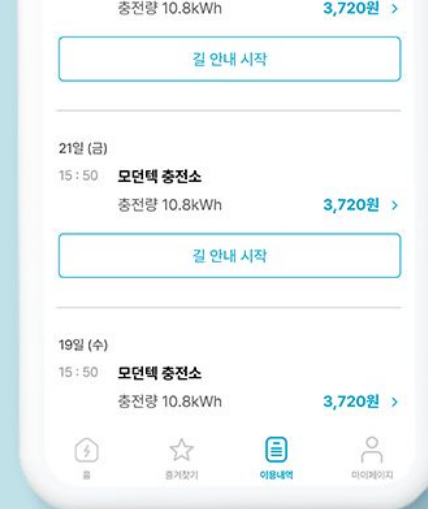 충전량 10.8kWh 3,720원 >
길 안내 시작
21일 (금)
15 : 50 모던텍 충전소
충전량 10.8kWh 3,720원 >
길 안내 시작
19일 (수)
15 : 50 모던텍 충전소
충전량 10.8kWh 3,720원 >
홈 즐겨찾기 이용내역 마이페이지